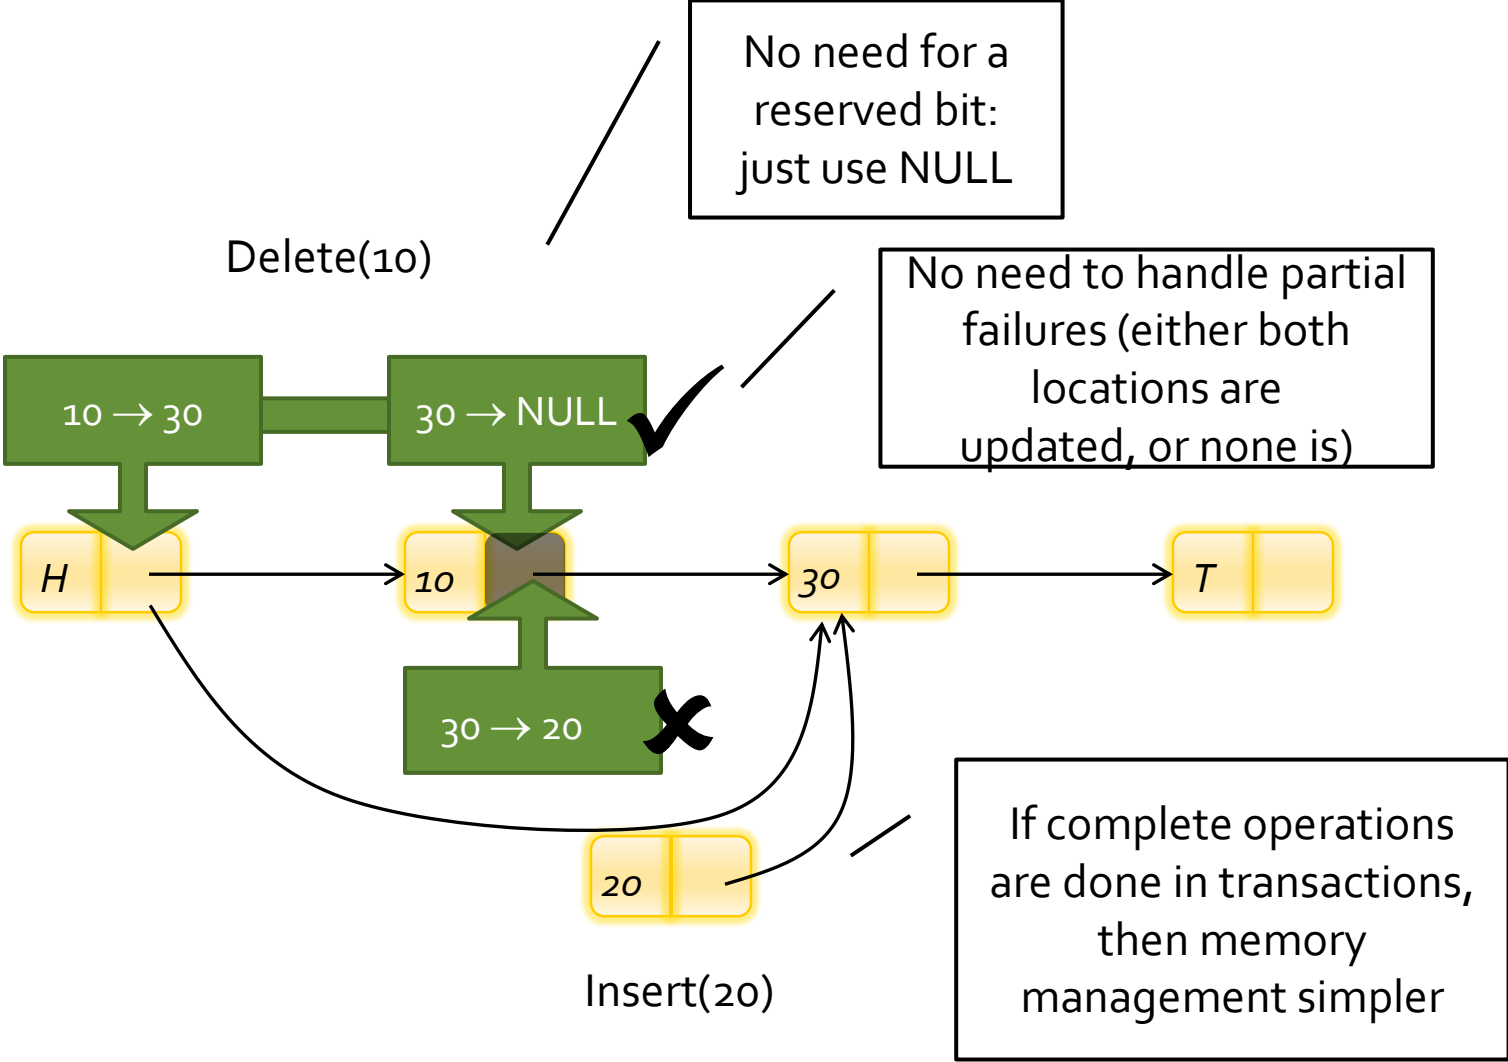 No need for a
reserved bit:
just use NULL
Delete(10)
No need to handle partial
failures (either both
locations are
updated, or none is)
10 → 30
30 → NULL
H
10
30
T
30 → 20
20
If complete operations
are done in transactions,
then memory
management simpler
Insert(20)